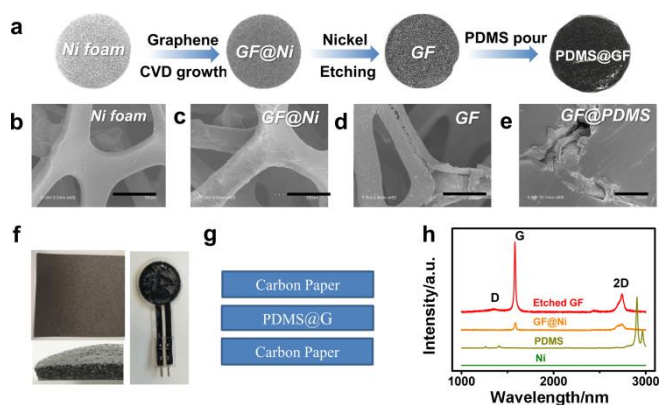 a
Ni foam
Graphene
CVD growth
GF@Ni
Nickel
Etching
GF
PDMS pour
PDMS@GF
b
Ni foam
c
GF@Ni
d
GF
e
GF@PDMS
f
g
Carbon Paper
PDMS@G
Carbon Paper
h
Intensity/a.u.
G
D
2D
Etched GF
GF@Ni
PDMS
Ni
1000
2000
3000
Wavelength/nm